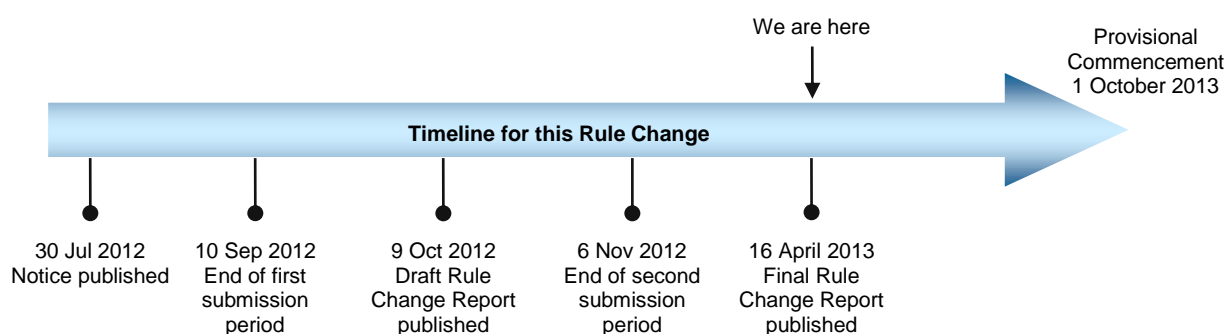 We are here
Provisional
Commencement
1 October 2013
Timeline for this Rule Change
30 Jul 2012
Notice published
10 Sep 2012
End of first
submission
period
9 Oct 2012
Draft Rule
Change Report
published
6 Nov 2012
End of second
submission
period
16 April 2013
Final Rule
Change Report
published